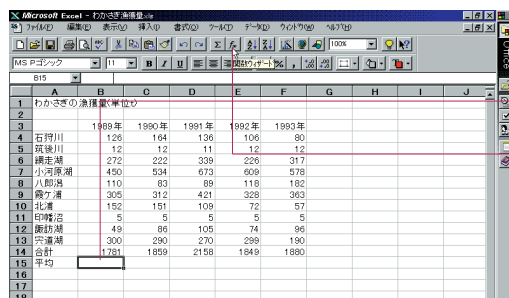 Microsoft Excel - わかさぎ漁獲量.xls
ファイル(F) 編集(E) 表示(V) 挿入(I) 書式(O) ツール(T) データ(D) ウィンドウ(W) ヘルプ(H)
100%
MS Pゴシック 11 B I U 関数ウィザード % ,
B15
A B C D E F G H I J
1 わかさぎの漁獲量(単位t)
2
3 1989年 1990年 1991年 1992年 1993年
4 石狩川 126 164 136 106 80
5 筑後川 12 12 11 12 12
6 網走湖 272 222 339 226 317
7 小河原湖 450 534 673 609 578
8 八郎潟 110 83 89 118 182
9 霞ケ浦 305 312 421 328 363
10 北浦 152 151 109 72 57
11 印幡沼 5 5 5 5 5
12 諏訪湖 49 86 105 74 96
13 宍道湖 300 290 270 299 190
14 合計 1781 1859 2158 1849 1880
15 平均
16
17
18
Office